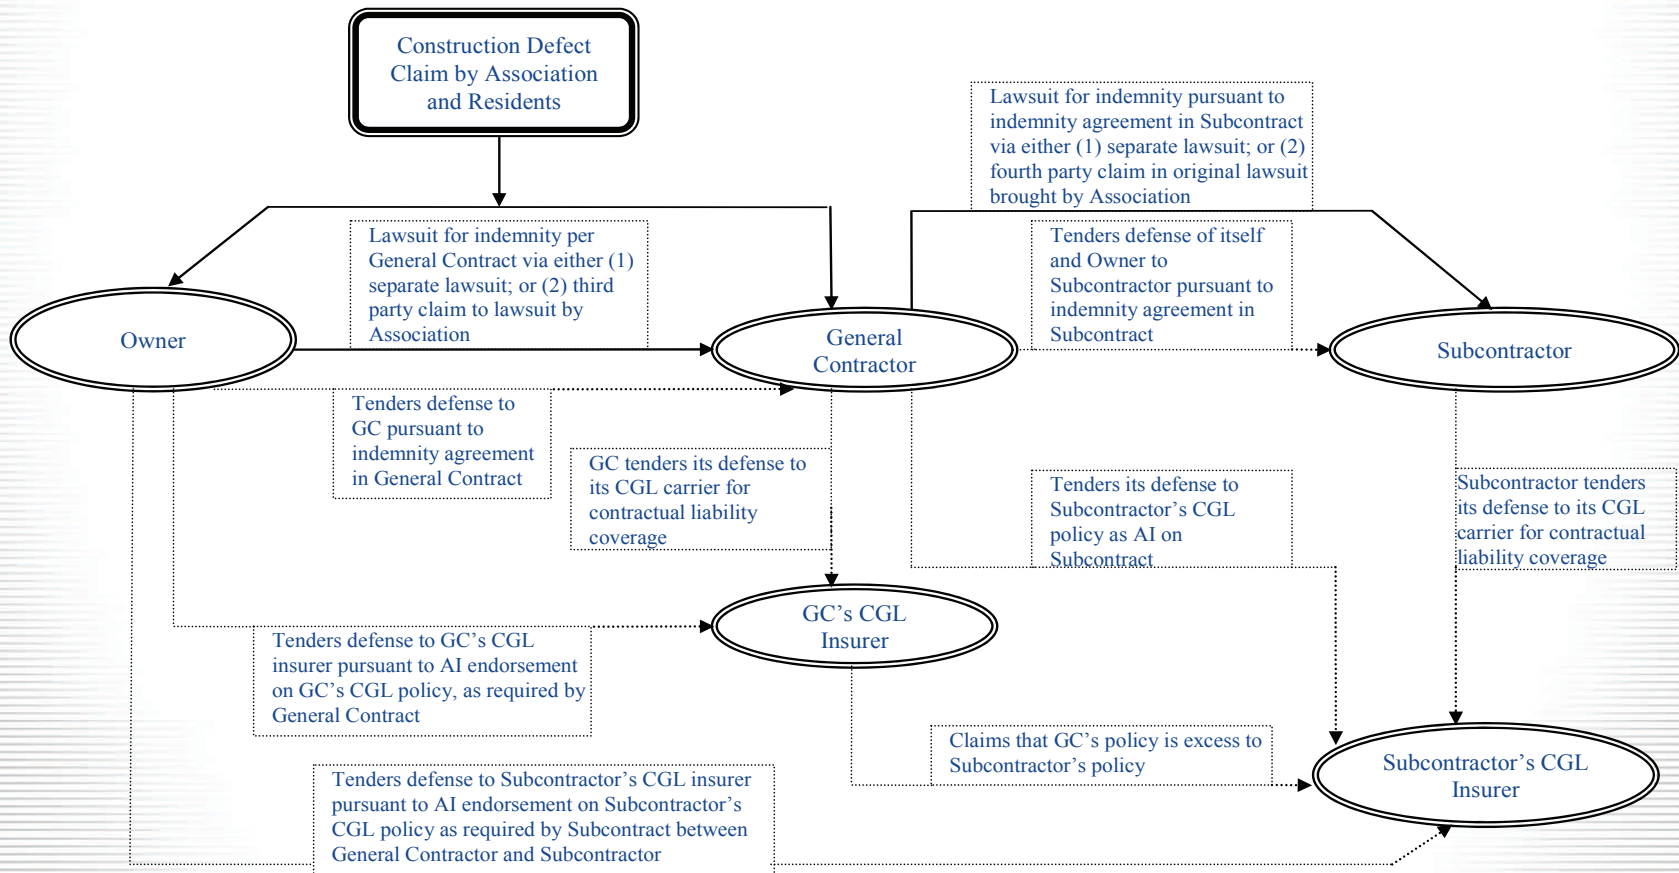 Construction Defect
Claim by Association
and Residents
Lawsuit for indemnity pursuant to
indemnity agreement in Subcontract
via either (1) separate lawsuit; or (2)
fourth party claim in original lawsuit
brought by Association
Lawsuit for indemnity per
General Contract via either (1)
separate lawsuit; or (2) third
party claim to lawsuit by
Association
Tenders defense of itself
and Owner to
Subcontractor pursuant to
indemnity agreement in
Subcontract
Owner
General
Contractor
Subcontractor
Tenders defense to
GC pursuant to
indemnity agreement
in General Contract
GC tenders its defense to
its CGL carrier for
contractual liability
coverage
Tenders its defense to
Subcontractor’s CGL
policy as AI on
Subcontract
Subcontractor tenders
its defense to its CGL
carrier for contractual
liability coverage
GC’s CGL
Insurer
Tenders defense to GC’s CGL
insurer pursuant to AI endorsement
on GC’s CGL policy, as required by
General Contract
Claims that GC’s policy is excess to
Subcontractor’s policy
Subcontractor’s CGL
Insurer
Tenders defense to Subcontractor’s CGL insurer
pursuant to AI endorsement on Subcontractor’s
CGL policy as required by Subcontract between
General Contractor and Subcontractor